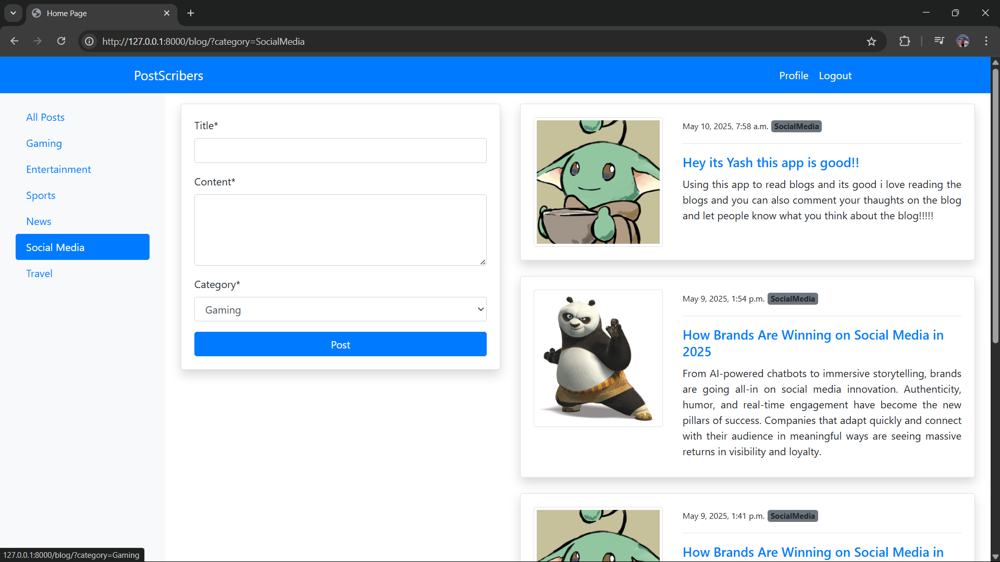 Home Page
http://127.0.0.1:8000/blog/?category=SocialMedia
PostScribers
Profile
Logout
All Posts
Gaming
Entertainment
Sports
News
Social Media
Travel
Title*
Content*
Category*
Gaming
Post
May 10, 2025, 7:58 a.m. SocialMedia
Hey its Yash this app is good!!
Using this app to read blogs and its good i love reading the
blogs and you can also comment your thaughts on the blog
and let people know what you think about the blog!!!!!
May 9, 2025, 1:54 p.m. SocialMedia
How Brands Are Winning on Social Media in
2025
From AI-powered chatbots to immersive storytelling, brands
are going all-in on social media innovation. Authenticity,
humor, and real-time engagement have become the new
pillars of success. Companies that adapt quickly and connect
with their audience in meaningful ways are seeing massive
returns in visibility and loyalty.
May 9, 2025, 1:41 p.m. SocialMedia
How Brands Are Winning on Social Media in
127.0.0.1:8000/blog/?category=Gaming